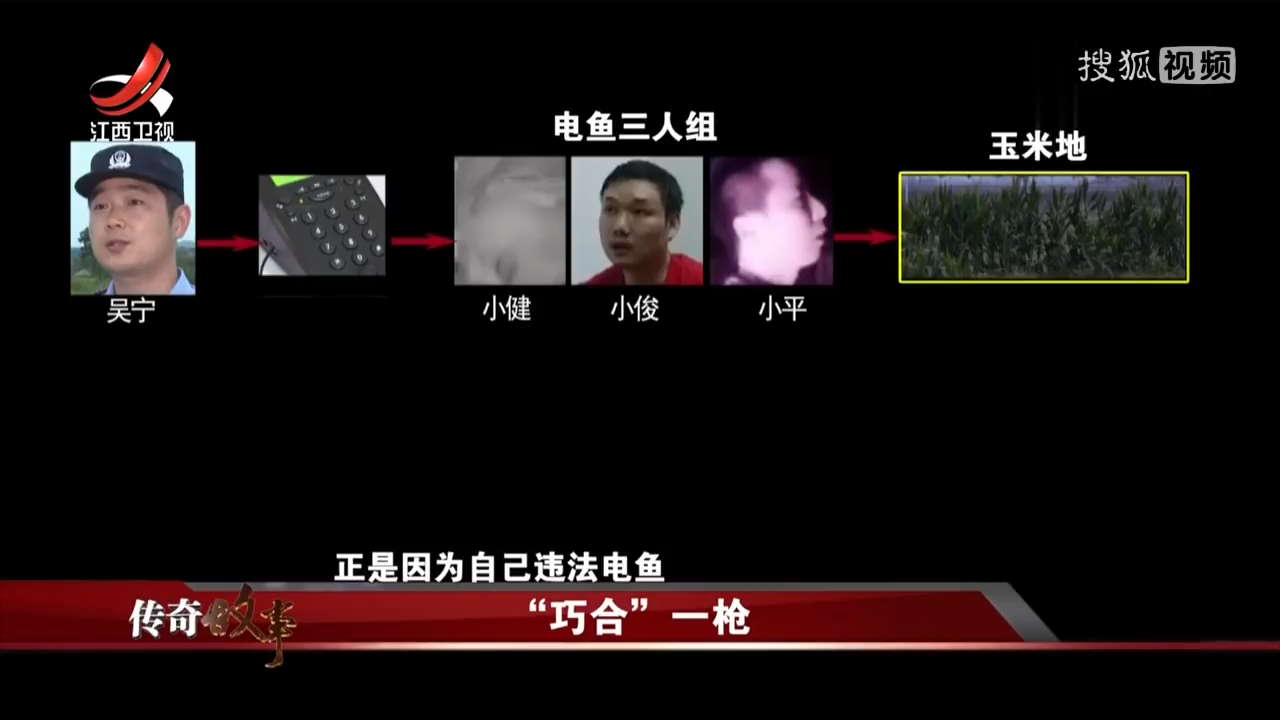 搜狐视频
江西卫视
电鱼三人组
玉米地
吴宁
小健
小俊
小平
正是因为自己违法电鱼
传奇故事
“巧合”一枪